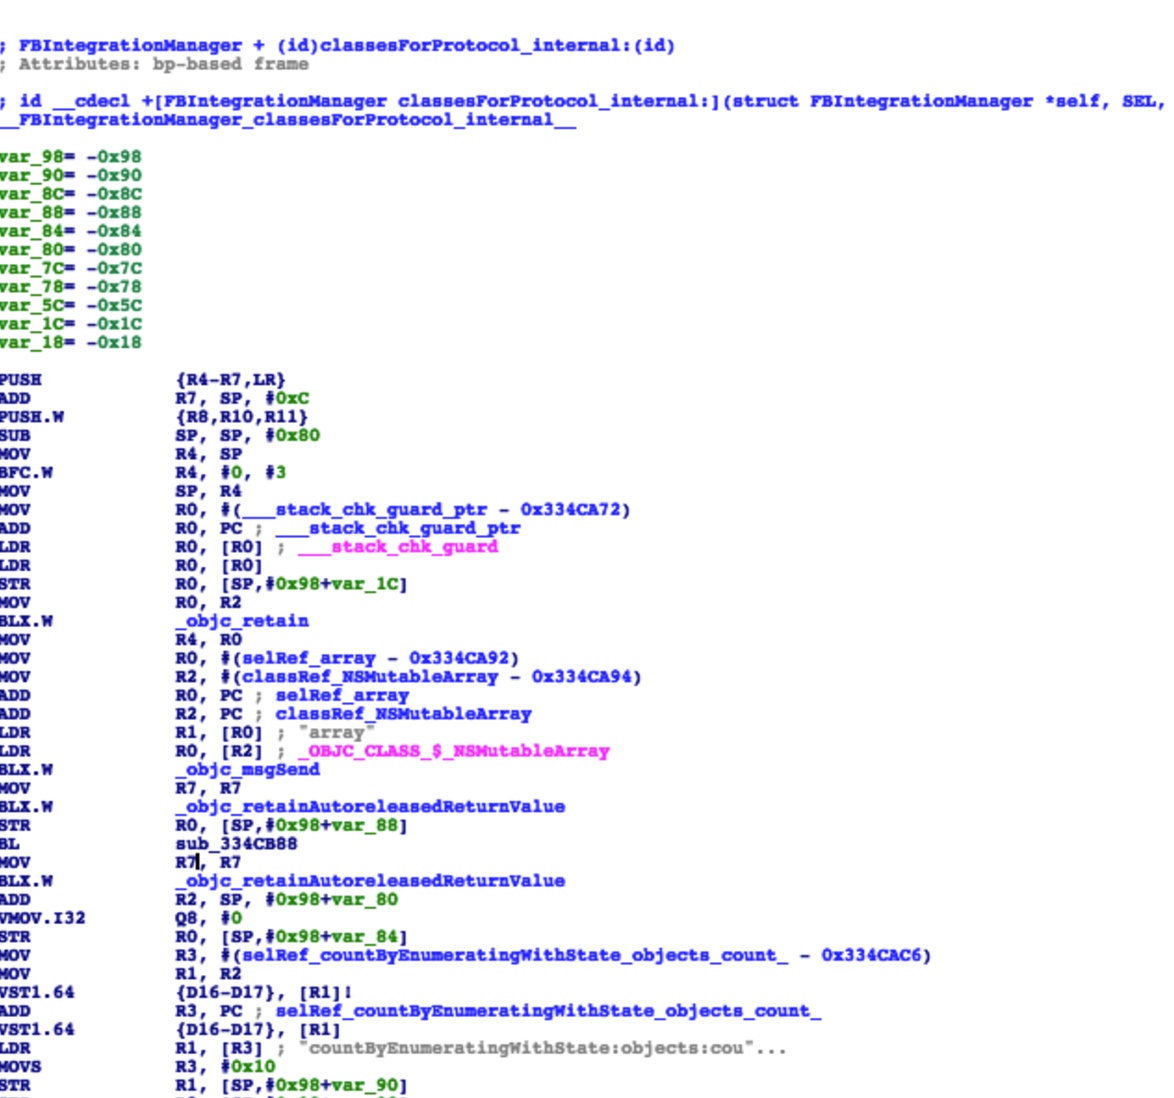 ; FBIntegrationManager + (id)classesForProtocol_internal:(id)
; Attributes: bp-based frame
; id __cdecl +[FBIntegrationManager classesForProtocol_internal:](struct FBIntegrationManager *self, SEL,
__FBIntegrationManager_classesForProtocol_internal__
var_98= -0x98
var_90= -0x90
var_8C= -0x8C
var_88= -0x88
var_84= -0x84
var_80= -0x80
var_7C= -0x7C
var_78= -0x78
var_5C= -0x5C
var_1C= -0x1C
var_18= -0x18
PUSH {R4-R7,LR}
ADD R7, SP, #0xC
PUSH.W {R8,R10,R11}
SUB SP, SP, #0x80
MOV R4, SP
BFC.W R4, #0, #3
MOV SP, R4
MOV R0, #(___stack_chk_guard_ptr - 0x334CA72)
ADD R0, PC ; ___stack_chk_guard_ptr
LDR R0, [R0] ; ___stack_chk_guard
LDR R0, [R0]
STR R0, [SP,#0x98+var_1C]
MOV R0, R2
BLX.W _objc_retain
MOV R4, R0
MOV R0, #(selRef_array - 0x334CA92)
MOV R2, #(classRef_NSMutableArray - 0x334CA94)
ADD R0, PC ; selRef_array
ADD R2, PC ; classRef_NSMutableArray
LDR R1, [R0] ; "array"
LDR R0, [R2] ; _OBJC_CLASS_$_NSMutableArray
BLX.W _objc_msgSend
MOV R7, R7
BLX.W _objc_retainAutoreleasedReturnValue
STR R0, [SP,#0x98+var_88]
BL sub_334CB88
MOV R7, R7
BLX.W _objc_retainAutoreleasedReturnValue
ADD R2, SP, #0x98+var_80
VMOV.I32 Q8, #0
STR R0, [SP,#0x98+var_84]
MOV R3, #(selRef_countByEnumeratingWithState_objects_count_ - 0x334CAC6)
MOV R1, R2
VST1.64 {D16-D17}, [R1]!
ADD R3, PC ; selRef_countByEnumeratingWithState_objects_count_
VST1.64 {D16-D17}, [R1]
LDR R1, [R3] ; "countByEnumeratingWithState:objects:cou"...
MOVS R3, #0x10
STR R1, [SP,#0x98+var_90]